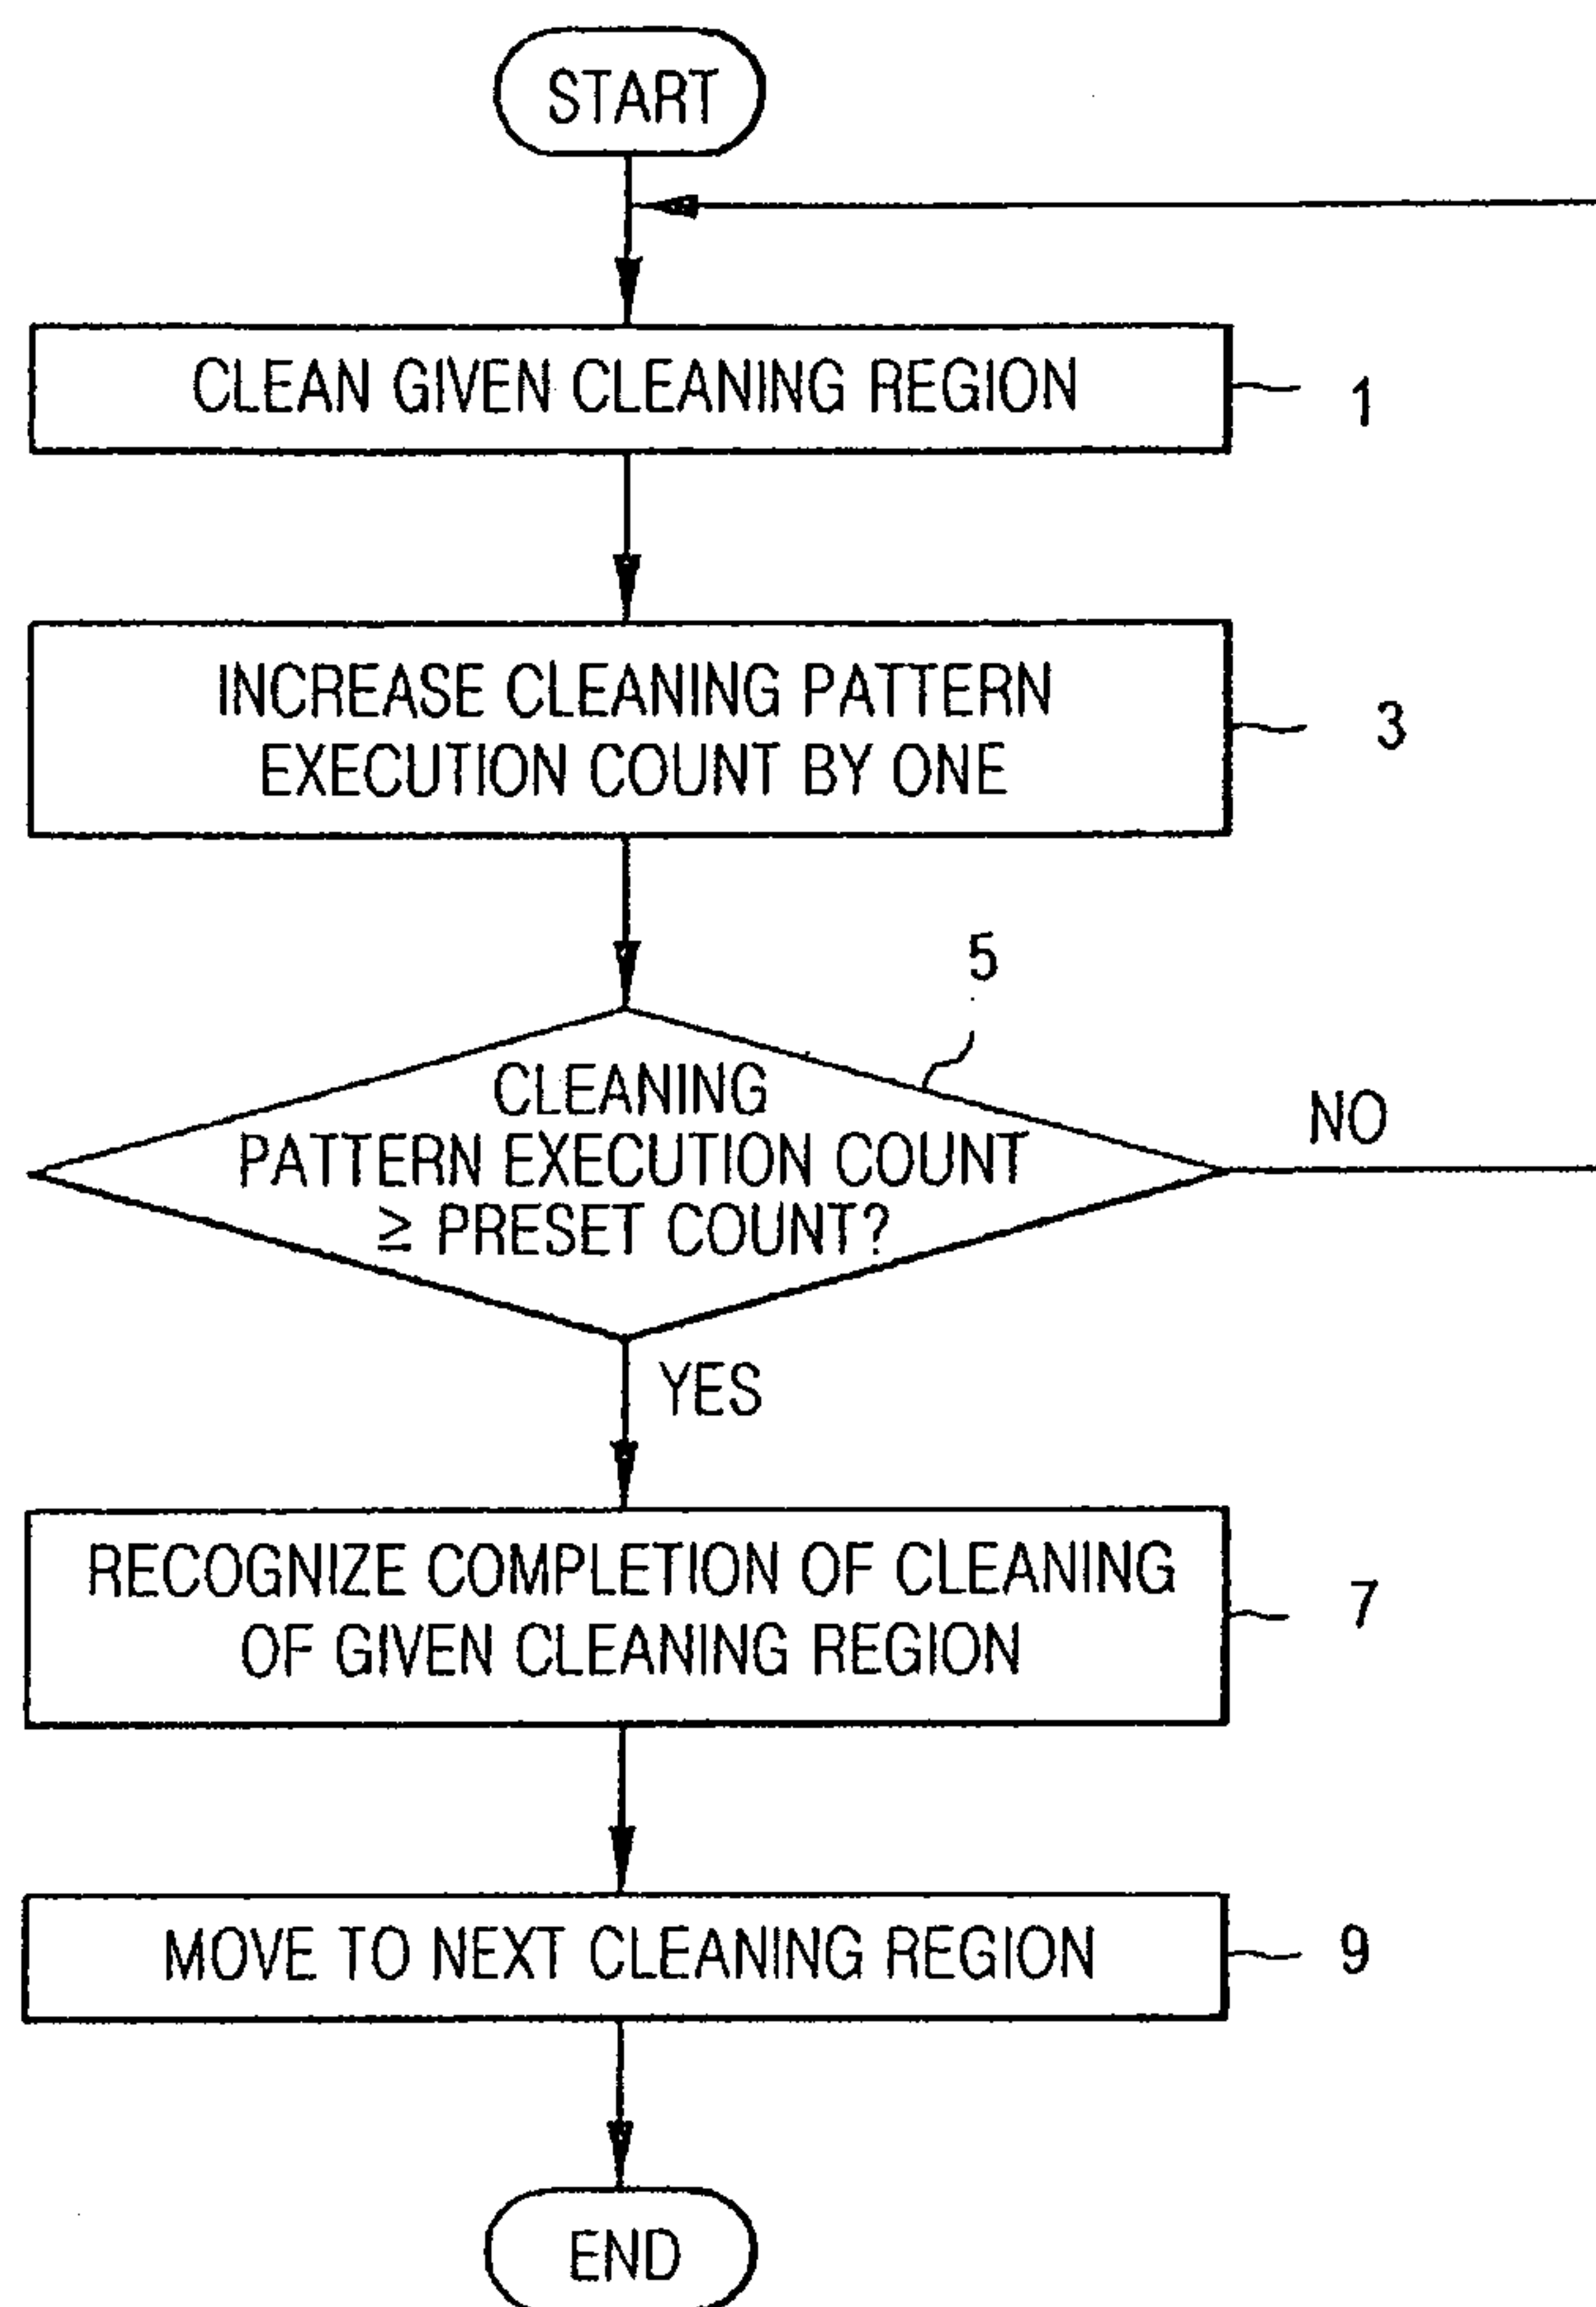 START
CLEAN GIVEN CLEANING REGION
1
INCREASE CLEANING PATTERN
EXECUTION COUNT BY ONE
3
5
CLEANING
PATTERN EXECUTION COUNT
≥ PRESET COUNT?
NO
YES
RECOGNIZE COMPLETION OF CLEANING
OF GIVEN CLEANING REGION
7
MOVE TO NEXT CLEANING REGION
9
END